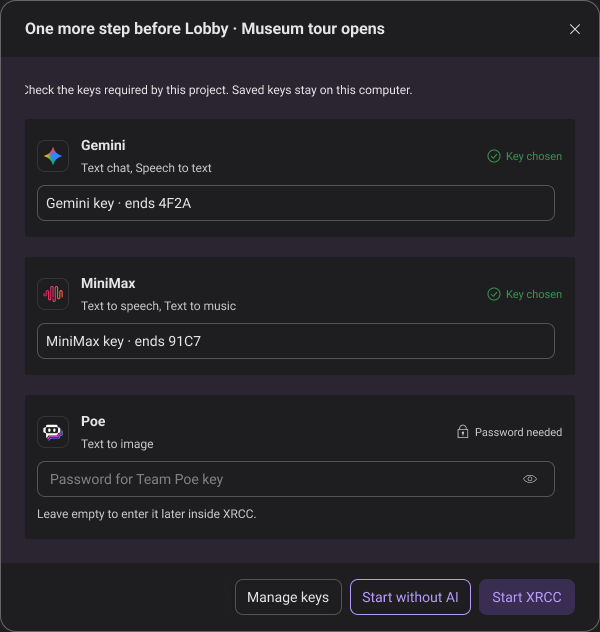 One more step before Lobby · Museum tour opens
Check the keys required by this project. Saved keys stay on this computer.
Gemini
Text chat, Speech to text
Key chosen
Gemini key · ends 4F2A
MiniMax
Text to speech, Text to music
Key chosen
MiniMax key · ends 91C7
Poe
Text to image
Password needed
Password for Team Poe key
Leave empty to enter it later inside XRCC.
Manage keys
Start without AI
Start XRCC